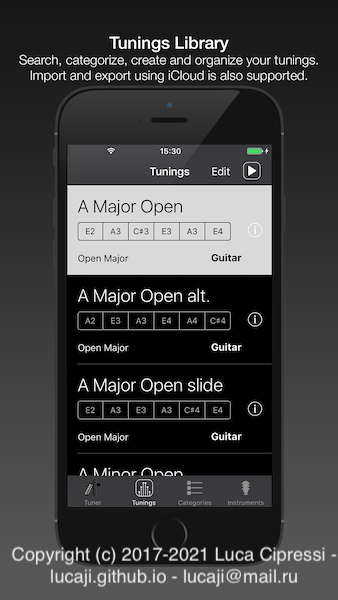 Tunings Library
Search, categorize, create and organize your tunings.
Import and export using iCloud is also supported.
15:30
Tunings
Edit
A Major Open
E2 A3 C#3 E3 A3 E4
Open Major
Guitar
A Major Open alt.
A2 E3 A3 E4 A4 C#4
Open Major
Guitar
A Major Open slide
E2 A3 E3 A3 C#4 E4
Open Major
Guitar
A Minor Open
Tuner
Tunings
Categories
Instruments
Copyright (c) 2017-2021 Luca Cipressi -
lucaji.github.io - lucaji@mail.ru